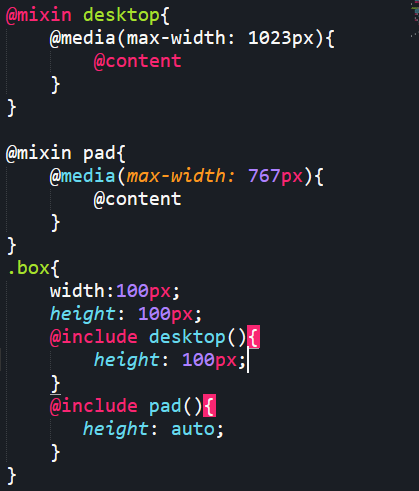 @mixin desktop{
@media(max-width: 1023px){
@content
}
}
@mixin pad{
@media(max-width: 767px){
@content
}
}
.box{
width:100px;
height: 100px;
@include desktop(){
height: 100px;
}
@include pad(){
height: auto;
}
}